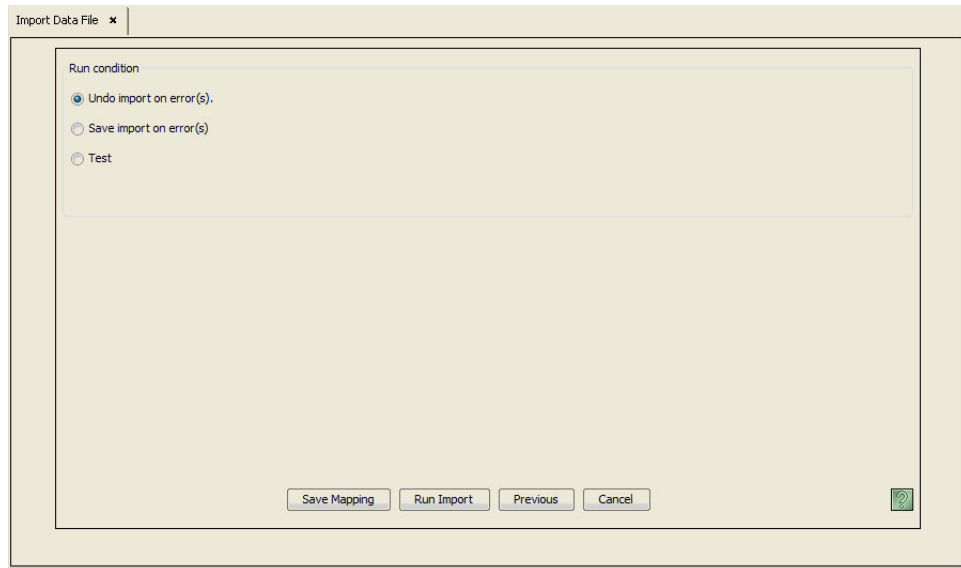 Import Data File
Run condition
Undo import on error(s).
Save import on error(s)
Test
Save Mapping Run Import Previous Cancel ?